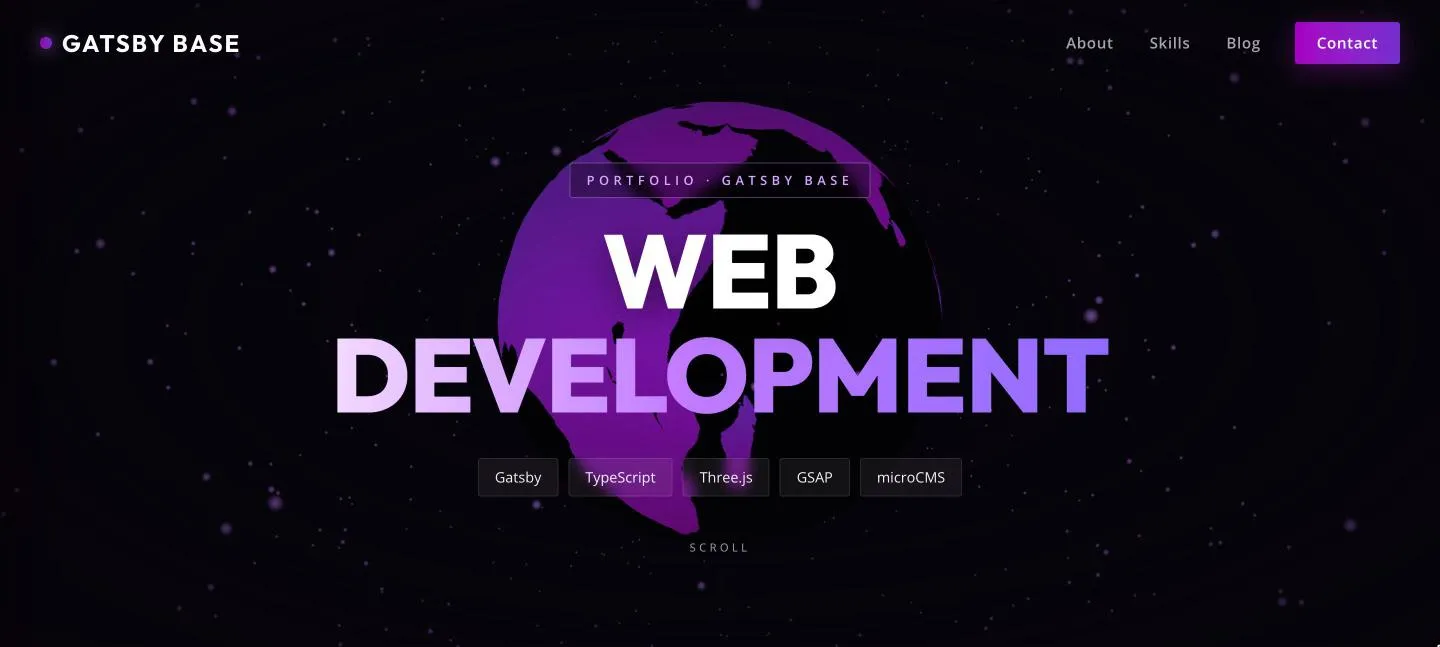 GATSBY BASE
About
Skills
Blog
Contact
PORTFOLIO · GATSBY BASE
WEB
DEVELOPMENT
Gatsby
TypeScript
Three.js
GSAP
microCMS
SCROLL